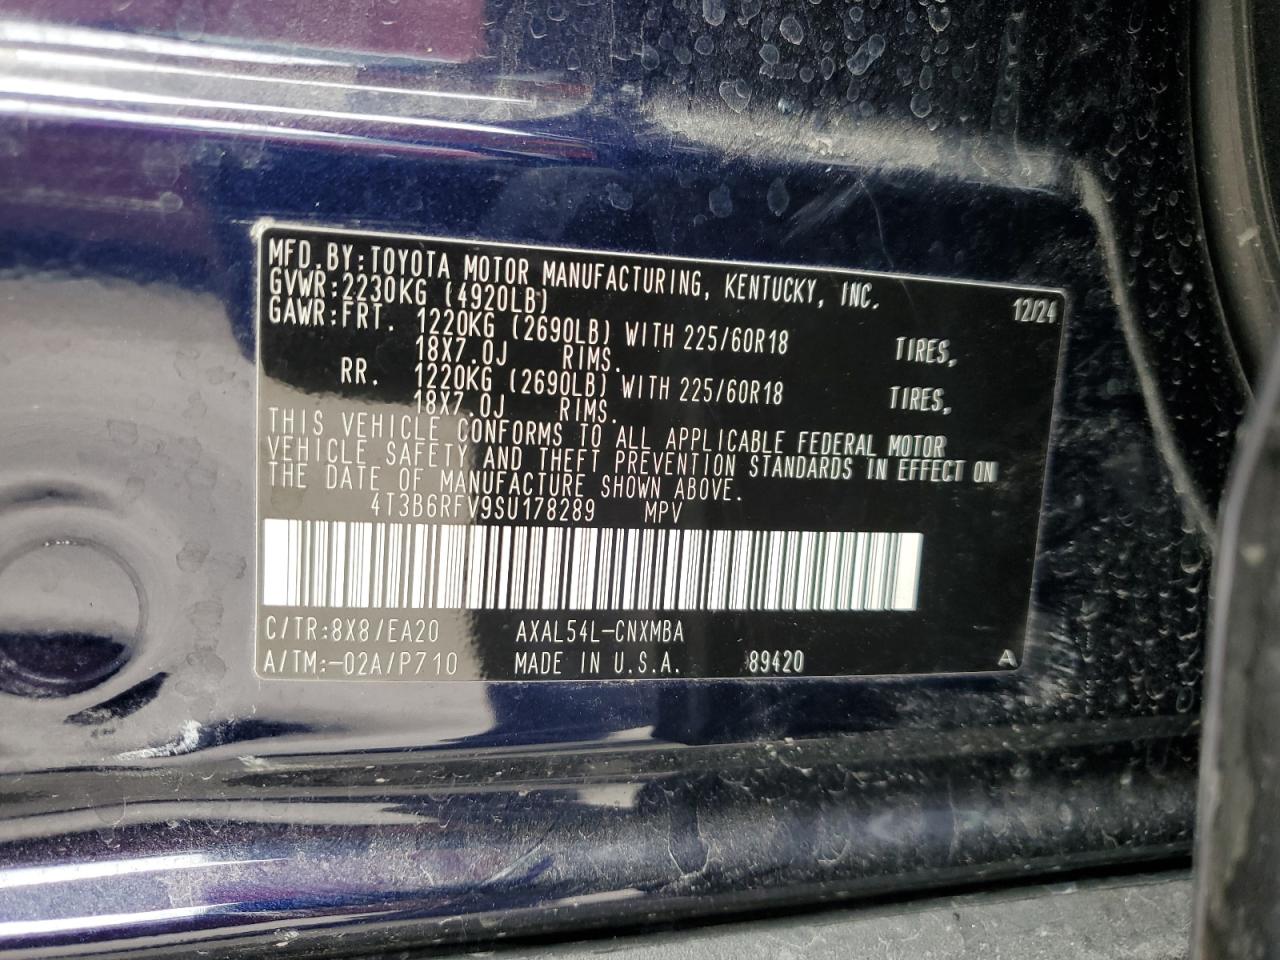 MFD.BY:TOYOTA MOTOR MANUFACTURING, KENTUCKY, INC.
GVWR:2230KG (4920LB) 12/24
GAWR:FRT. 1220KG (2690LB) WITH 225/60R18 TIRES,
18X7.0J RIMS.
RR. 1220KG (2690LB) WITH 225/60R18 TIRES,
18X7.0J RIMS.
THIS VEHICLE CONFORMS TO ALL APPLICABLE FEDERAL MOTOR
VEHICLE SAFETY AND THEFT PREVENTION STANDARDS IN EFFECT ON
THE DATE OF MANUFACTURE SHOWN ABOVE.
4T3B6RFV9SU178289 MPV
C/TR:8X8/EA20 AXAL54L-CNXMBA
A/TM:-02A/P710 MADE IN U.S.A. 89420 A